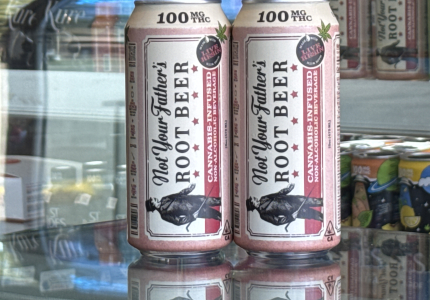 100 MG THC
Not Your Father's
ROOT BEER
CANNABIS-INFUSED
NON ALCOHOLIC BEVERAGE
100 MG THC
Not Your Father's
ROOT BEER
CANNABIS-INFUSED
NON ALCOHOLIC BEVERAGE